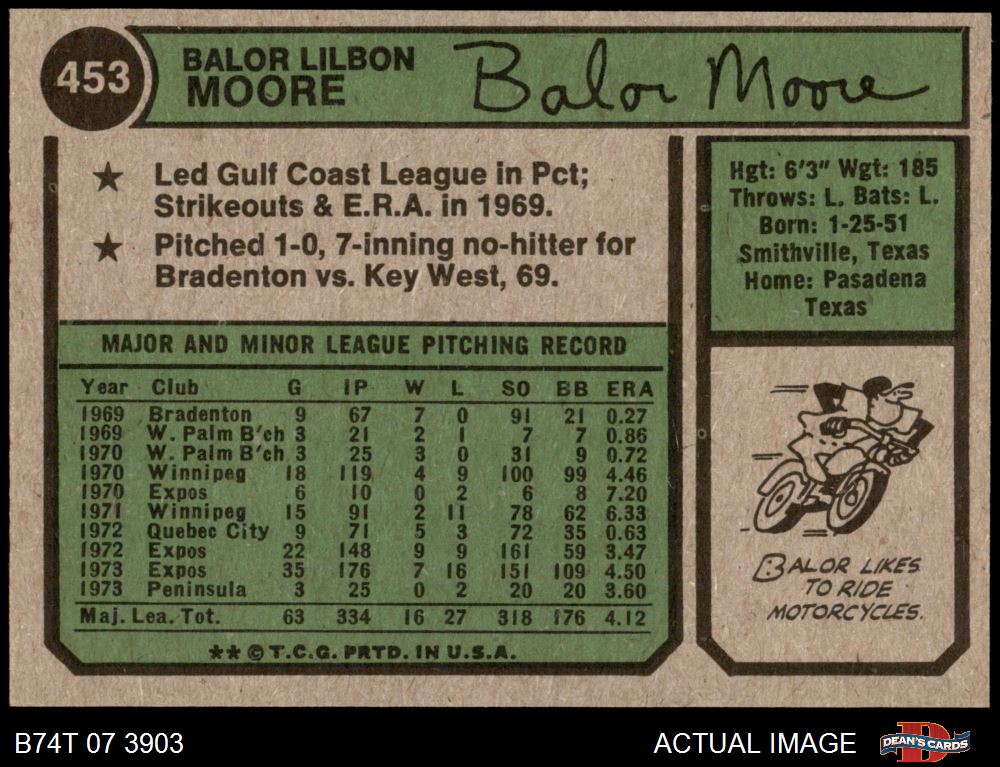 453
BALOR LILBON
MOORE
Balor Moore
★ Led Gulf Coast League in Pct;
Strikeouts & E.R.A. in 1969.
★ Pitched 1-0, 7-inning no-hitter for
Bradenton vs. Key West, 69.
Hgt: 6'3" Wgt: 185
Throws: L. Bats: L.
Born: 1-25-51
Smithville, Texas
Home: Pasadena
Texas
MAJOR AND MINOR LEAGUE PITCHING RECORD
Year Club G IP W L SO BB ERA
1969 Bradenton 9 67 7 0 91 21 0.27
1969 W. Palm B'ch 3 21 2 1 7 7 0.86
1970 W. Palm B'ch 3 25 3 0 31 9 0.72
1970 Winnipeg 18 119 4 9 100 99 4.46
1970 Expos 6 10 0 2 6 8 7.20
1971 Winnipeg 15 91 2 11 78 62 6.33
1972 Quebec City 9 71 5 3 72 35 0.63
1972 Expos 22 148 9 9 161 59 3.47
1973 Expos 35 176 7 16 151 109 4.50
1973 Peninsula 3 25 0 2 20 20 3.60
Maj. Lea. Tot. 63 334 16 27 318 176 4.12
** © T.C.G. PRTD. IN U.S.A.
BALOR LIKES
TO RIDE
MOTORCYCLES.
B74T 07 3903
ACTUAL IMAGE
DEAN'S CARDS